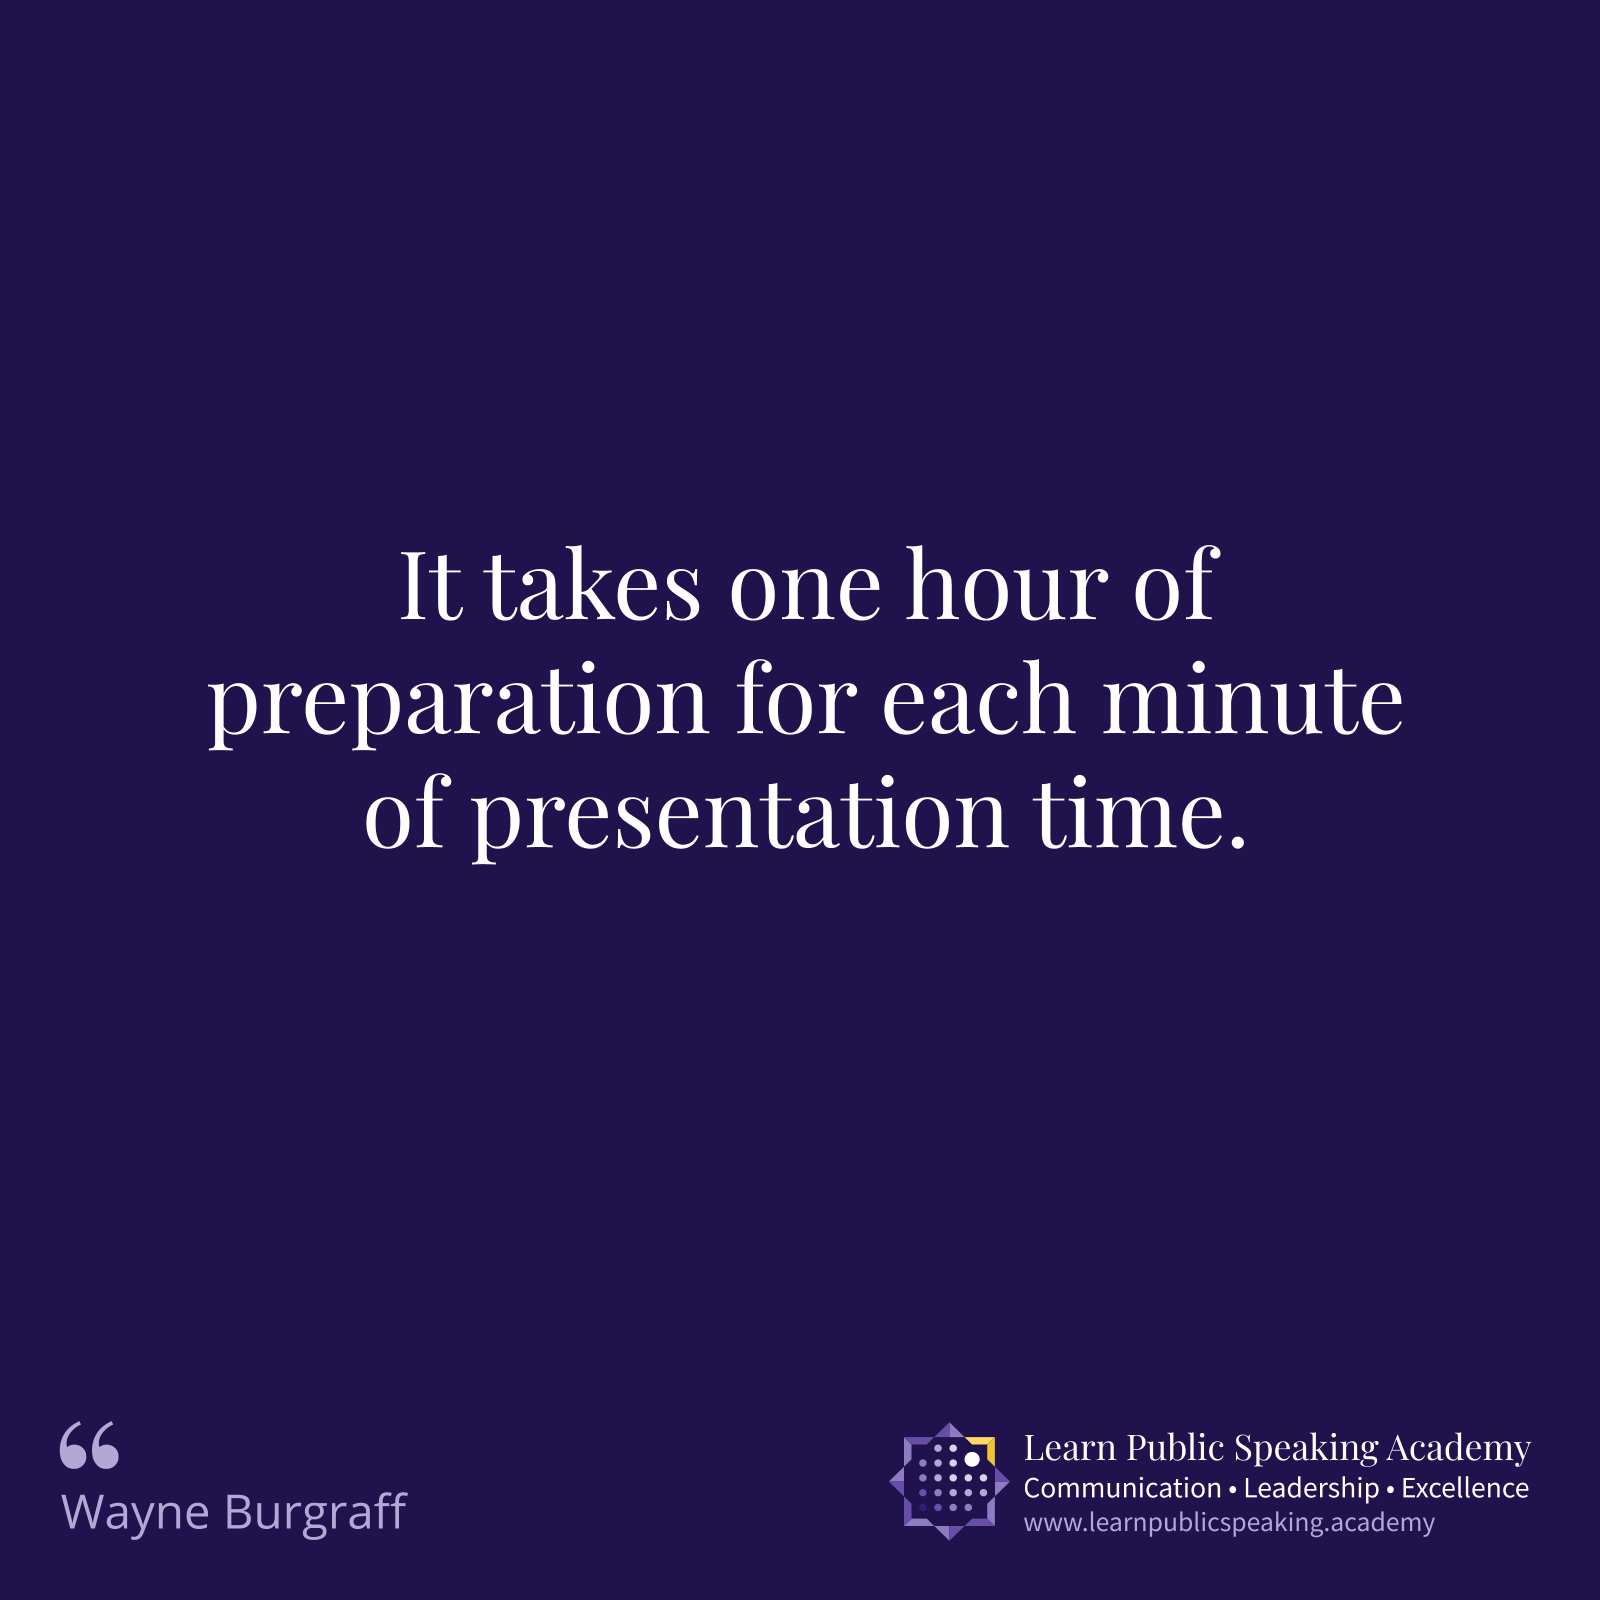 It takes one hour of
preparation for each minute
of presentation time.
“
Wayne Burgraff
Learn Public Speaking Academy
Communication • Leadership • Excellence
www.learnpublicspeaking.academy